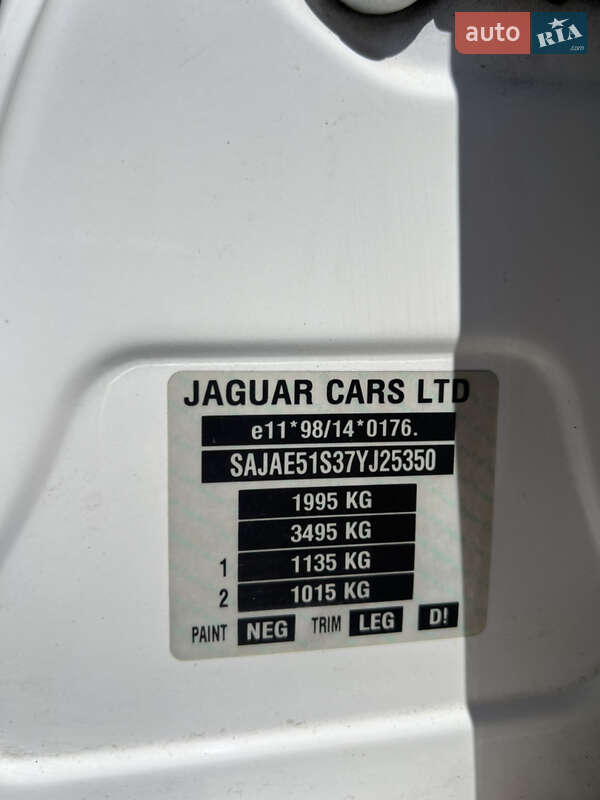 auto RIA
.com
JAGUAR CARS LTD
e11*98/14*0176.
SAJAE51S37YJ25350
1995 KG
3495 KG
1 1135 KG
2 1015 KG
PAINT NEG TRIM LEG D!